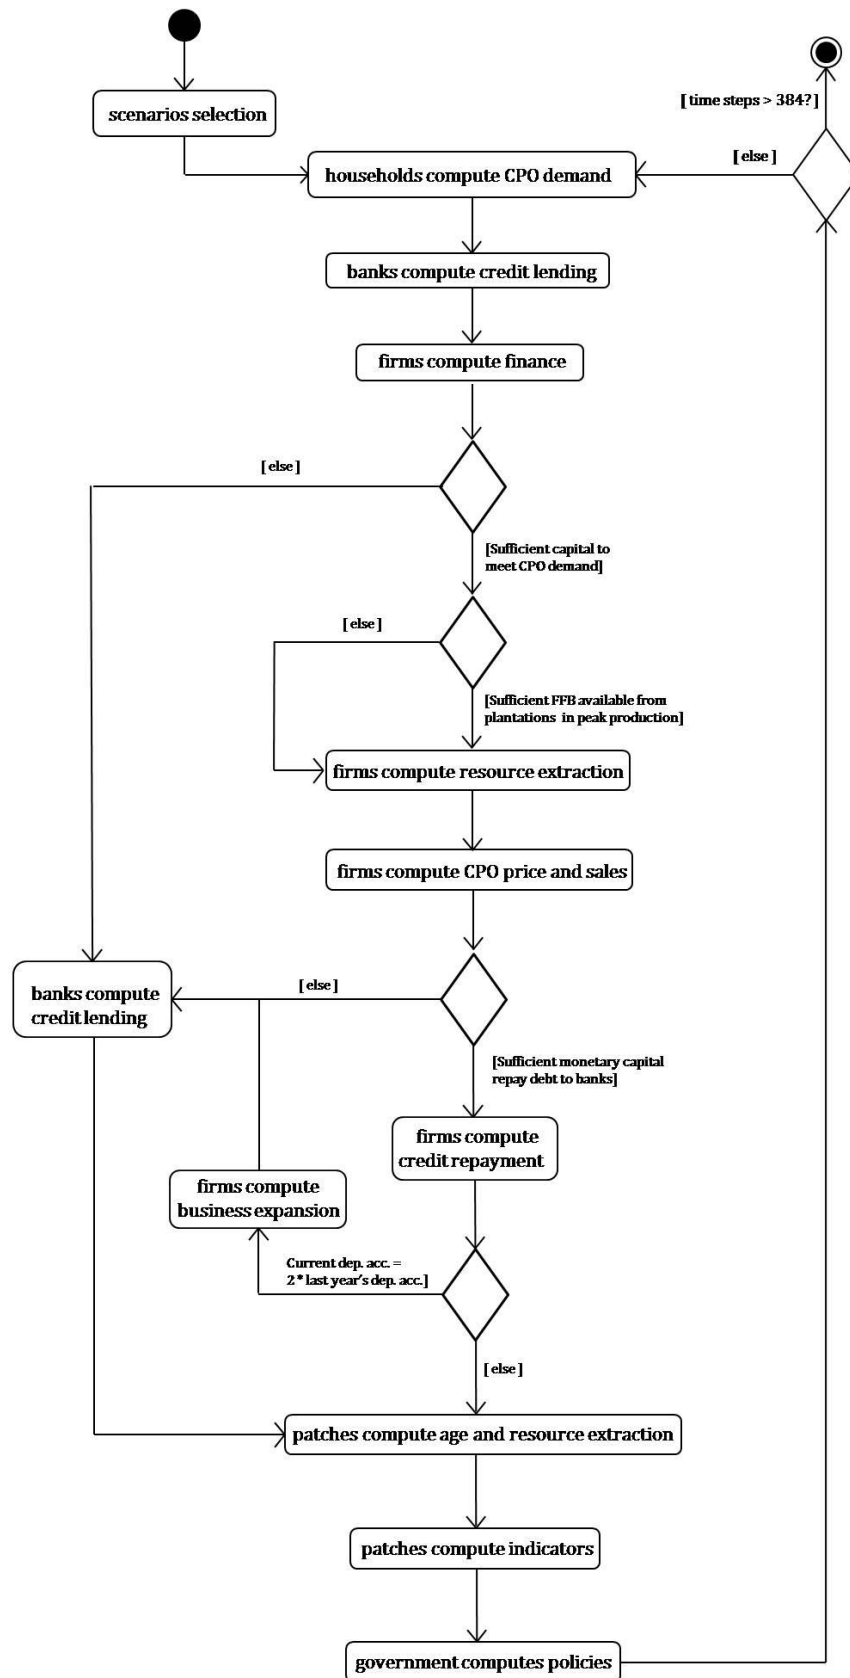 scenarios selection
[ time steps > 384? ]
[ else ]
households compute CPO demand
banks compute credit lending
firms compute finance
[ else ]
[Sufficient capital to
meet CPO demand]
[ else ]
[Sufficient FFB available from
plantations in peak production]
firms compute resource extraction
firms compute CPO price and sales
banks compute
credit lending
[ else ]
[Sufficient monetary capital
repay debt to banks]
firms compute
credit repayment
firms compute
business expansion
Current dep. acc. =
2 * last year's dep. acc.]
[ else ]
patches compute age and resource extraction
patches compute indicators
government computes policies